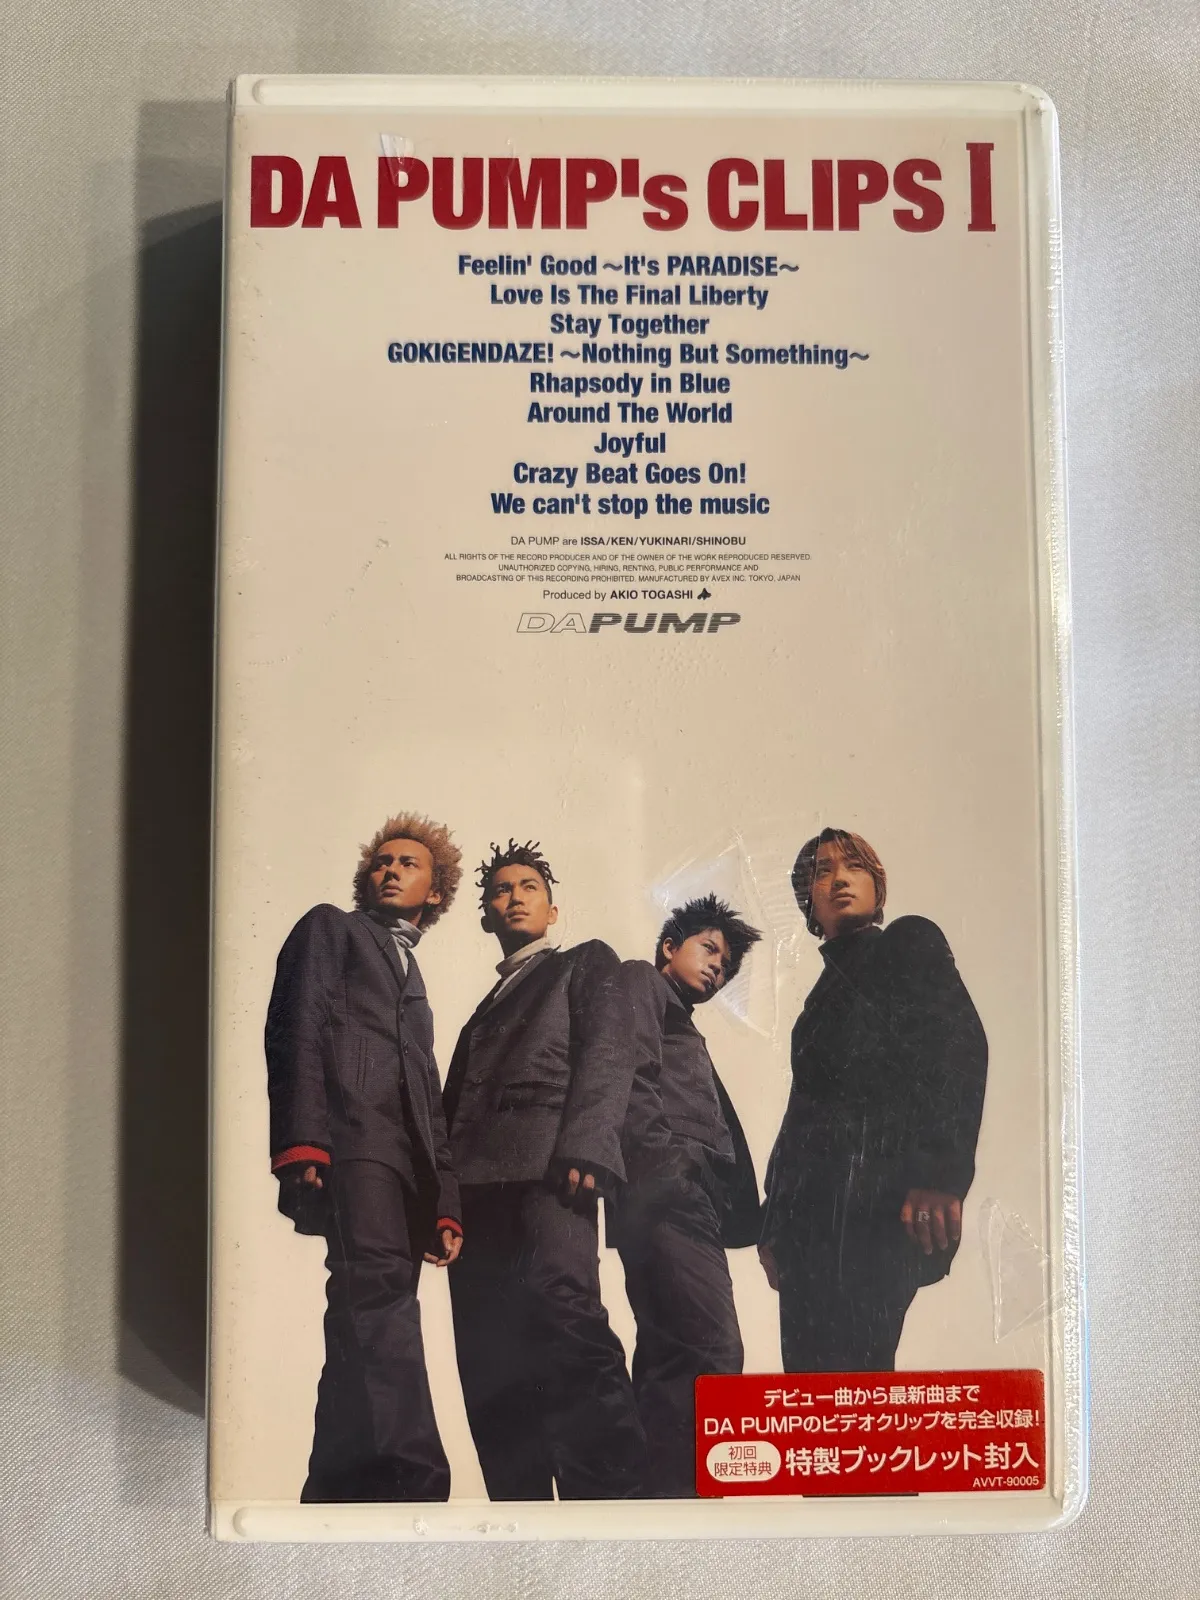 DA PUMP's CLIPS I
Feelin' Good ～It's PARADISE～
Love Is The Final Liberty
Stay Together
GOKIGENDAZE! ～Nothing But Something～
Rhapsody in Blue
Around The World
Joyful
Crazy Beat Goes On!
We can't stop the music
DA PUMP are ISSA/KEN/YUKINARI/SHINOBU
ALL RIGHTS OF THE RECORD PRODUCER AND OF THE OWNER OF THE WORK REPRODUCED RESERVED.
UNAUTHORIZED COPYING, HIRING, RENTING, PUBLIC PERFORMANCE AND
BROADCASTING OF THIS RECORDING PROHIBITED. MANUFACTURED BY AVEX INC. TOKYO, JAPAN
Produced by AKIO TOGASHI
DA PUMP
デビュー曲から最新曲まで
DA PUMPのビデオクリップを完全収録!
初回
限定特典
特製ブックレット封入
AVVT-90005